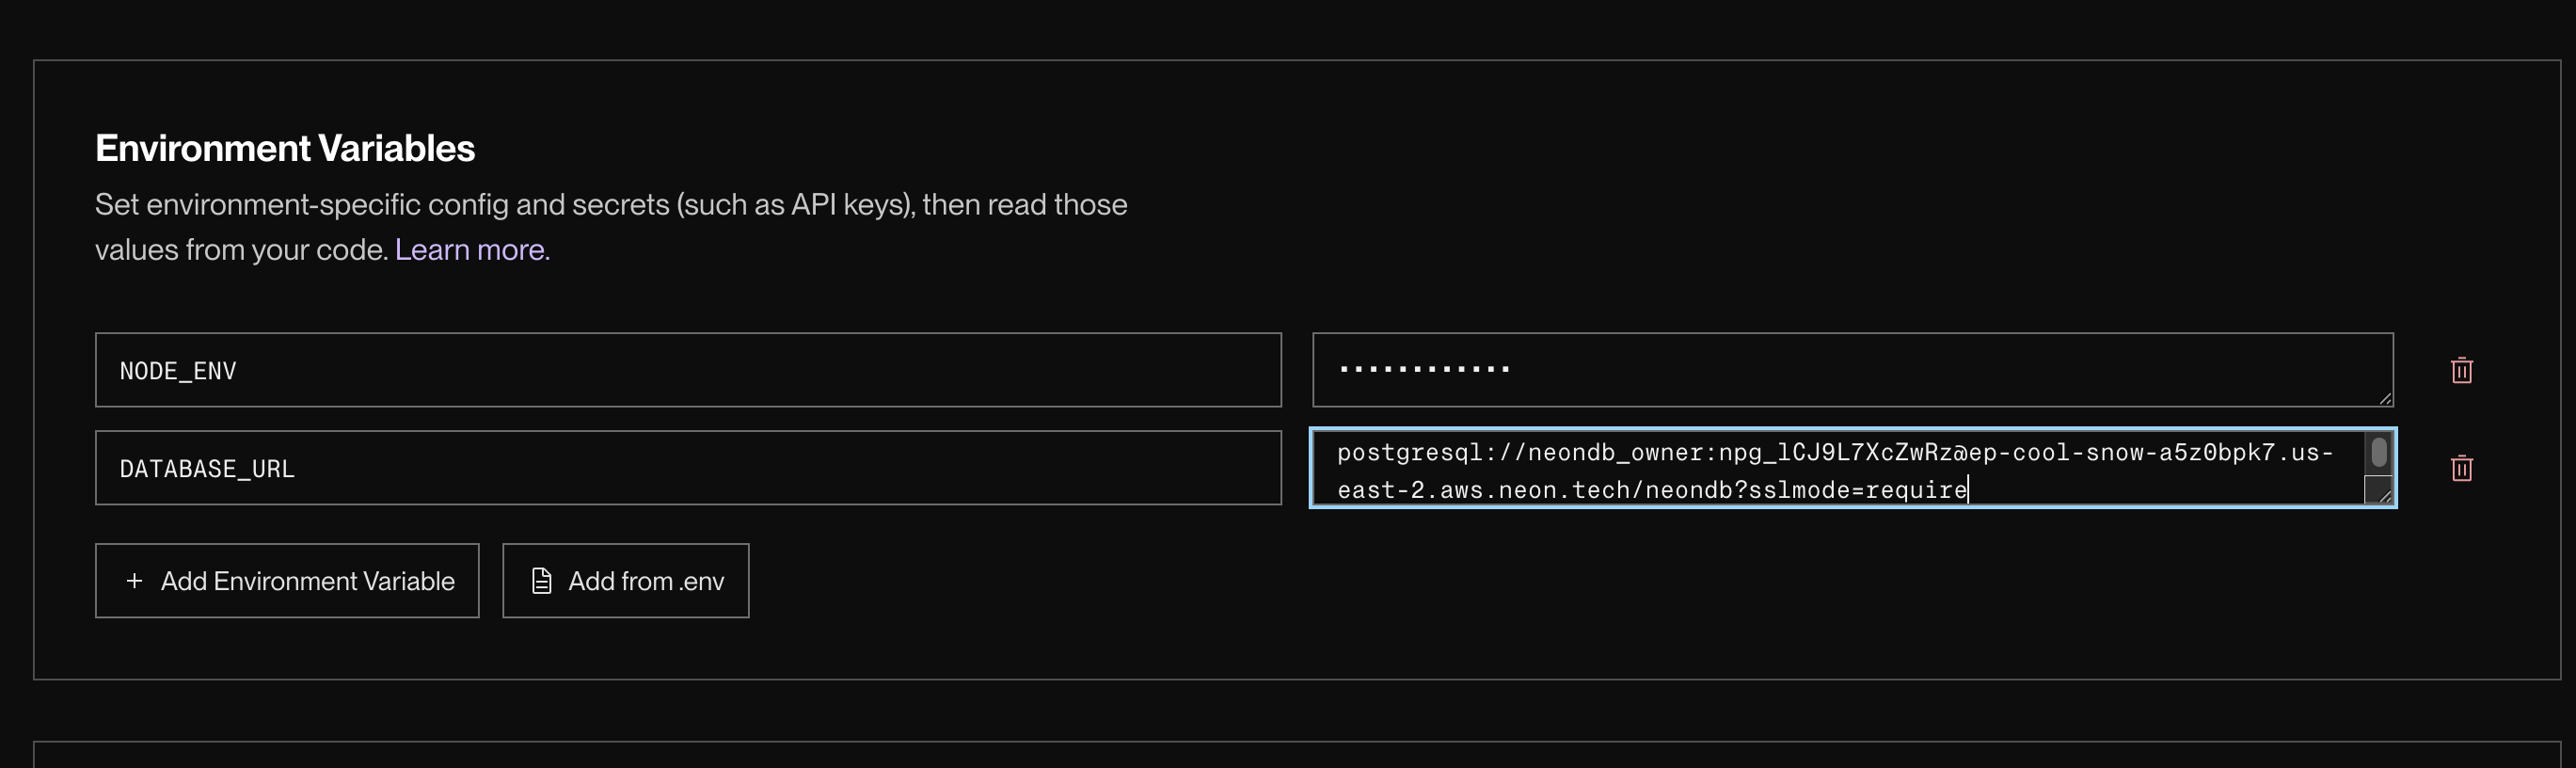 Environment Variables
Set environment-specific config and secrets (such as API keys), then read those
values from your code. Learn more.
NODE_ENV
············
DATABASE_URL
postgresql://neondb_owner:npg_lCJ9L7XcZwRz@ep-cool-snow-a5z0bpk7.us-
east-2.aws.neon.tech/neondb?sslmode=require
+ Add Environment Variable
Add from .env